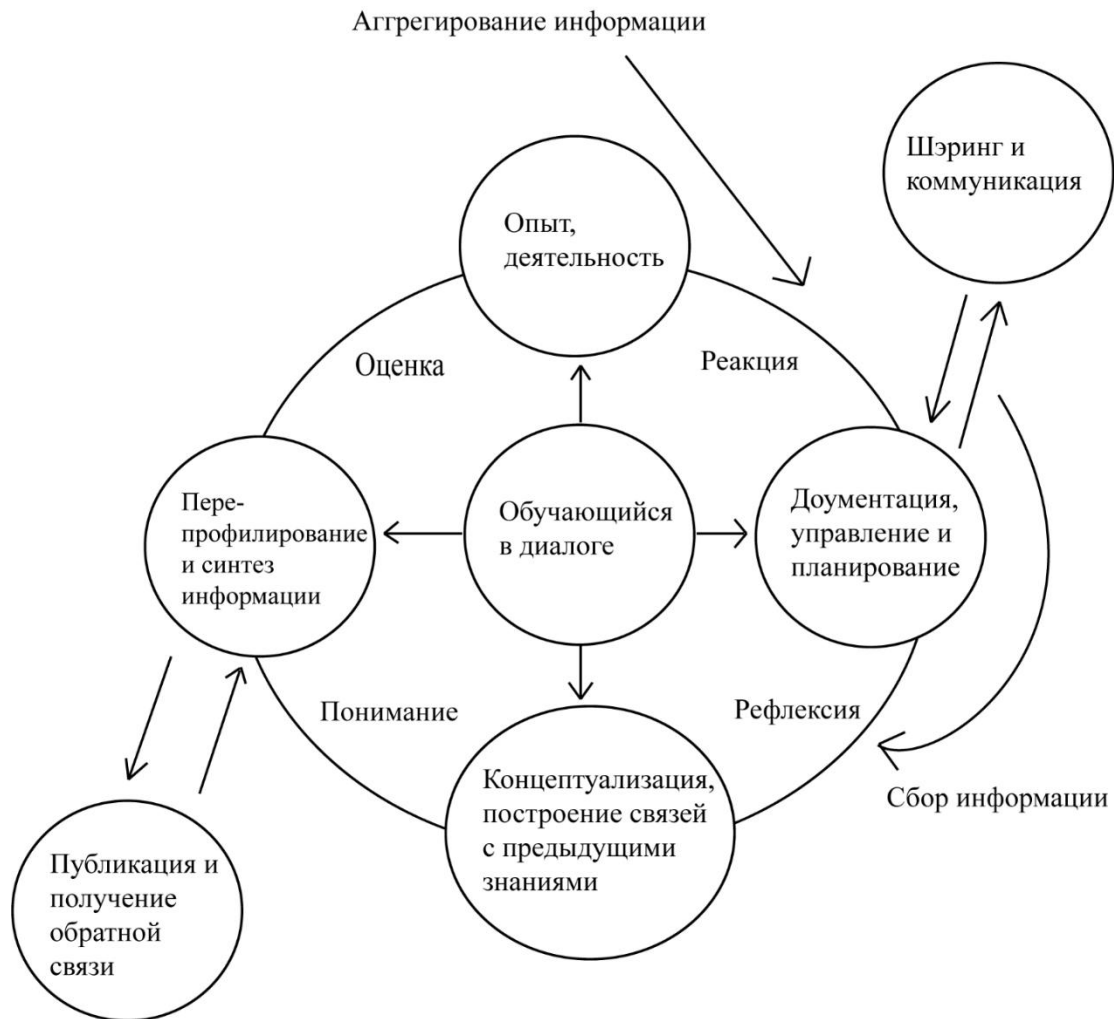 Аггрегирование информации
Шэринг и
коммуникация
Опыт,
деятельность
Оценка
Реакция
Пере-
профилирование
и синтез
информации
Обучающийся
в диалоге
Доументация,
управление и
планирование
Понимание
Рефлексия
Концептуализация,
построение связей
с предыдущими
знаниями
Сбор информации
Публикация и
получение
обратной
связи